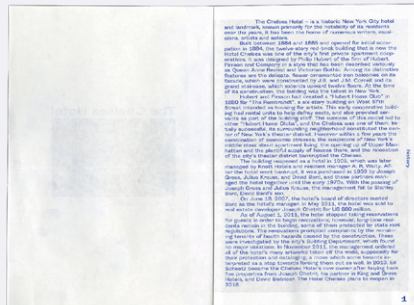 The Chelsea Hotel – is a historic New York City hotel
and landmark, known primarily for the notability of its residents
over the years. It has been the home of numerous writers, musi-
cians, artists and actors.
Built between 1884 and 1885 and opened for initial occu-
pation in 1884, the twelve-story red-brick building that is now the
Hotel Chelsea was one of the city's first private apartment coop-
eratives. It was designed by Philip Hubert of the firm of Hubert,
Pirsson and Company in a style that has been described variously
as Queen Anne Revival and Victorian Gothic. Among its distinctive
features are the delicate, flower-ornamented iron balconies on its
facade, which were constructed by J.B. and J.M. Cornell and its
grand staircase, which extends upward twelve floors. At the time
of its construction, the building was the tallest in New York.
Hubert and Pirsson had created a "Hubert Home Club" in
1880 for "The Rembrandt", a six-story building on West 57th
Street intended as housing for artists. This early cooperative build-
ing had rental units to help defray costs, and also provided ser-
vants as part of the building staff. The success of this model led to
other "Hubert Home Clubs", and the Chelsea was one of them. Ini-
tially successful, its surrounding neighborhood constituted the cen-
ter of New York's theater district. However within a few years the
combination of economic stresses, the suspicions of New York's
middle class about apartment living, the opening up of Upper Man-
hattan and the plentiful supply of houses there, and the relocation
of the city's theater district bankrupted the Chelsea.
The building reopened as a hotel in 1905, which was later
managed by Knott Hotels and resident manager A. R. Walty. Af-
ter the hotel went bankrupt, it was purchased in 1939 by Joseph
Gross, Julius Krauss, and David Bard, and these partners man-
aged the hotel together until the early 1970s. With the passing of
Joseph Gross and Julius Krauss, the management fell to Stanley
Bard, David Bard's son.
On June 18, 2007, the hotel's board of directors ousted
Bard as the hotel's manager. In May 2011, the hotel was sold to
real estate developer Joseph Chetrit for US $80 million.
As of August 1, 2011, the hotel stopped taking reservations
for guests in order to begin renovations, however, long-time resi-
dents remain in the building, some of them protected by state rent
regulations. The renovations prompted complaints by the remain-
ing tenants of health hazards caused by the construction. These
were investigated by the city's Building Department, which found
no major violations. In November 2011, the management ordered
all of the hotel's many artworks taken off the walls, supposedly for
their protection and cataloging, a move which some tenants in-
terpreted as a step towards forcing them out as well. In 2013, Ed
Scheetz became the Chelsea Hotel's new owner after buying back
five properties from Joseph Chetrit, his partner in King and Grove
Hotels, and David Bistricer. The Hotel Chelsea plans to reopen in
2016.
history
1